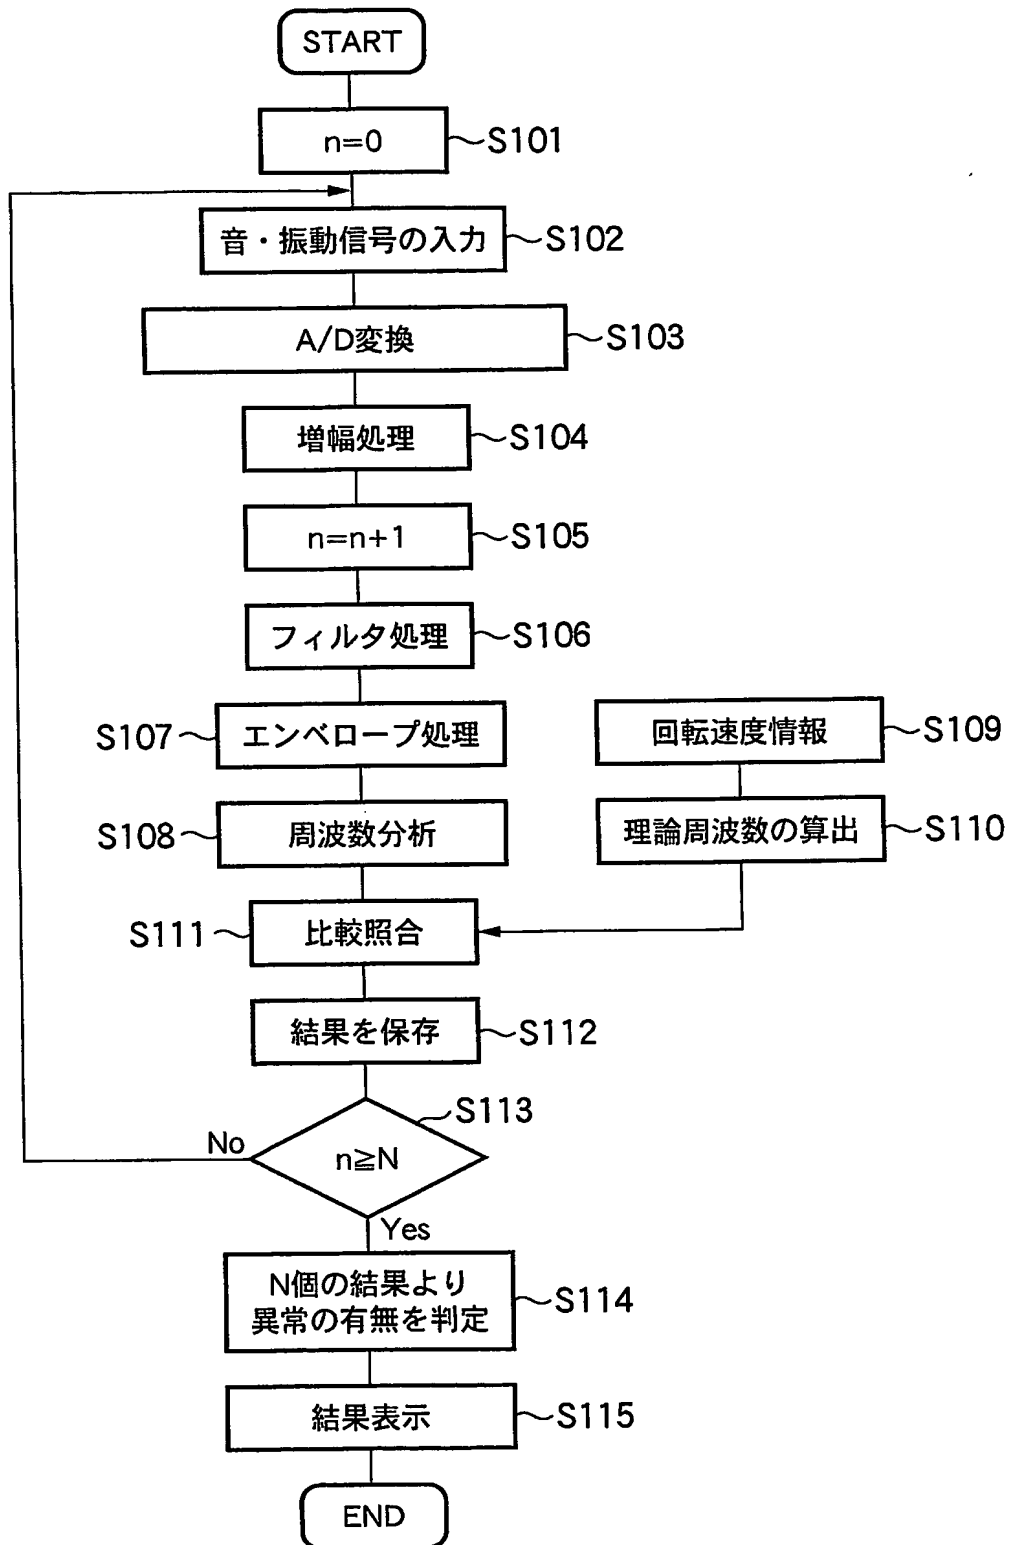 START
n=0
S101
音・振動信号の入力
S102
A/D変換
S103
増幅処理
S104
n=n+1
S105
フィルタ処理
S106
S107
エンベロープ処理
回転速度情報
S109
S108
周波数分析
理論周波数の算出
S110
S111
比較照合
結果を保存
S112
S113
No
n≧N
Yes
N個の結果より
異常の有無を判定
S114
結果表示
S115
END